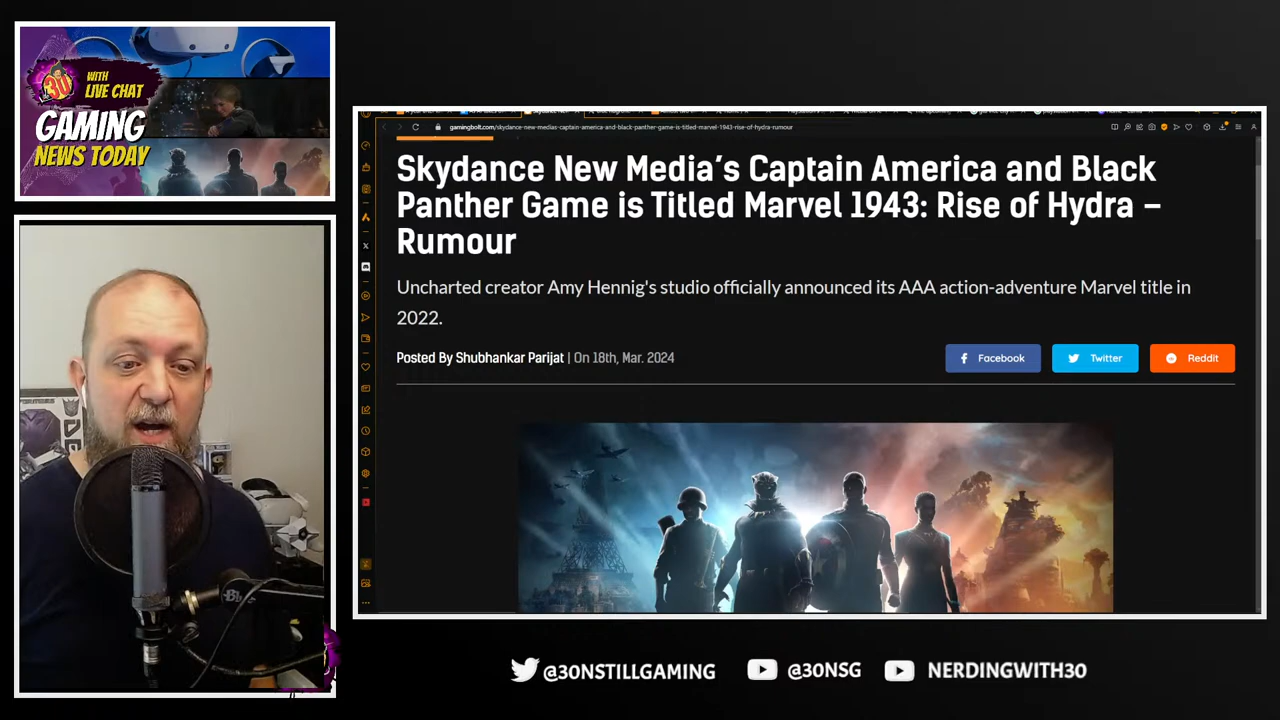 30
WITH
LIVE CHAT
GAMING
NEWS TODAY
gamingbolt.com/skydance-new-medias-captain-america-and-black-panther-game-is-titled-marvel-1943-rise-of-hydra-rumour
Skydance New Media’s Captain America and Black
Panther Game is Titled Marvel 1943: Rise of Hydra –
Rumour
Uncharted creator Amy Hennig's studio officially announced its AAA action-adventure Marvel title in
2022.
Posted By Shubhankar Parijat | On 18th, Mar. 2024
Facebook
Twitter
Reddit
@30NSTILLGAMING
@30NSG
NERDINGWITH30